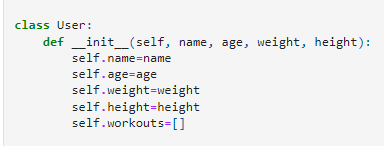 class User:
    def __init__(self, name, age, weight, height):
        self.name=name
        self.age=age
        self.weight=weight
        self.height=height
        self.workouts=[]